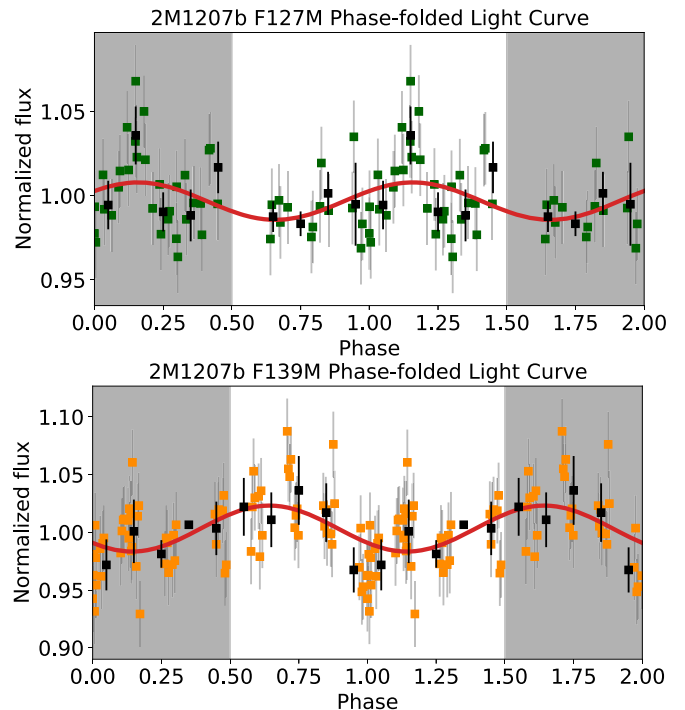 2M1207b F127M Phase-folded Light Curve
Normalized flux
1.05
1.00
0.95
0.00 0.25 0.50 0.75 1.00 1.25 1.50 1.75 2.00
Phase
2M1207b F139M Phase-folded Light Curve
Normalized flux
1.10
1.05
1.00
0.95
0.90
0.00 0.25 0.50 0.75 1.00 1.25 1.50 1.75 2.00
Phase